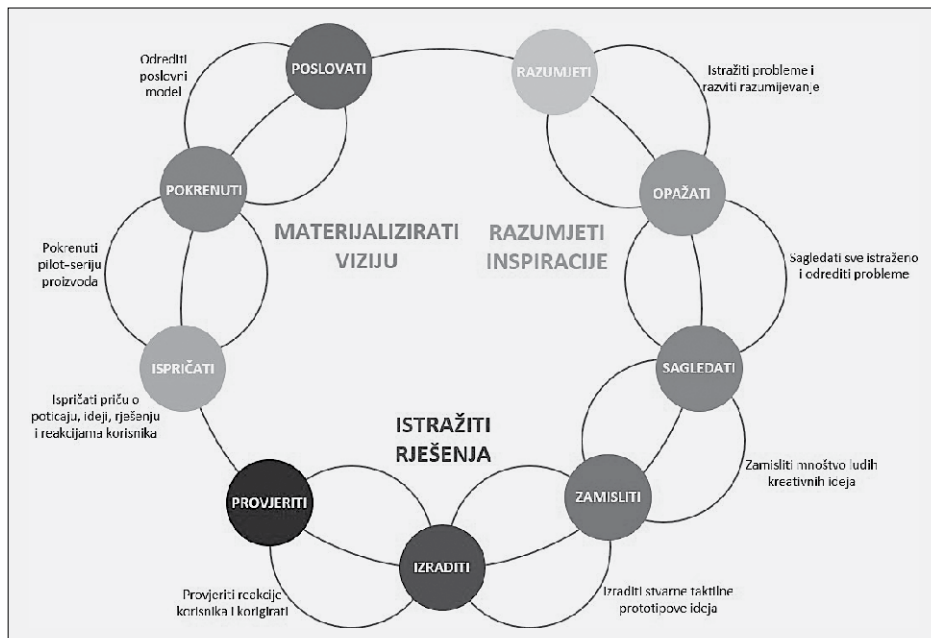 POSLOVATI
RAZUMJETI
Odrediti
poslovni
model
Istražiti probleme i
razviti razumijevanje
POKRENUTI
OPAŽATI
MATERIJALIZIRATI
VIZIJU
RAZUMJETI
INSPIRACIJE
Pokrenuti
pilot-seriju
proizvoda
Sagledati sve istraženo
i odrediti probleme
ISPRIČATI
SAGLEDATI
Ispričati priču o
poticaju, ideji, rješenju
i reakcijama korisnika
ISTRAŽITI
RJEŠENJA
Zamisliti mnoštvo ludih
kreativnih ideja
PROVJERITI
ZAMISLITI
IZRADITI
Provjeriti reakcije
korisnika i korigirati
Izraditi stvarne taktilne
prototipove ideja